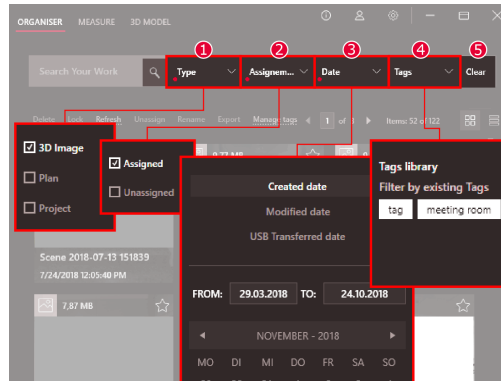 ORGANISER MEASURE 3D MODEL
1 2 3 4 5
Search Your Work Type Assignem... Date Tags Clear
Delete Lock Refresh Unassign Rename Export Manage tags 1 of 1 Items: 52 of 122
3D Image
Plan
Project
Assigned
Unassigned
9,77 MB
Created date
Modified date
USB Transferred date
FROM: 29.03.2018 TO: 24.10.2018
NOVEMBER - 2018
MO DI MI DO FR SA SO
Tags library
Filter by existing Tags
tag meeting room
Scene 2018-07-13 151839
7/24/2018 12:05:40 PM
7,87 MB